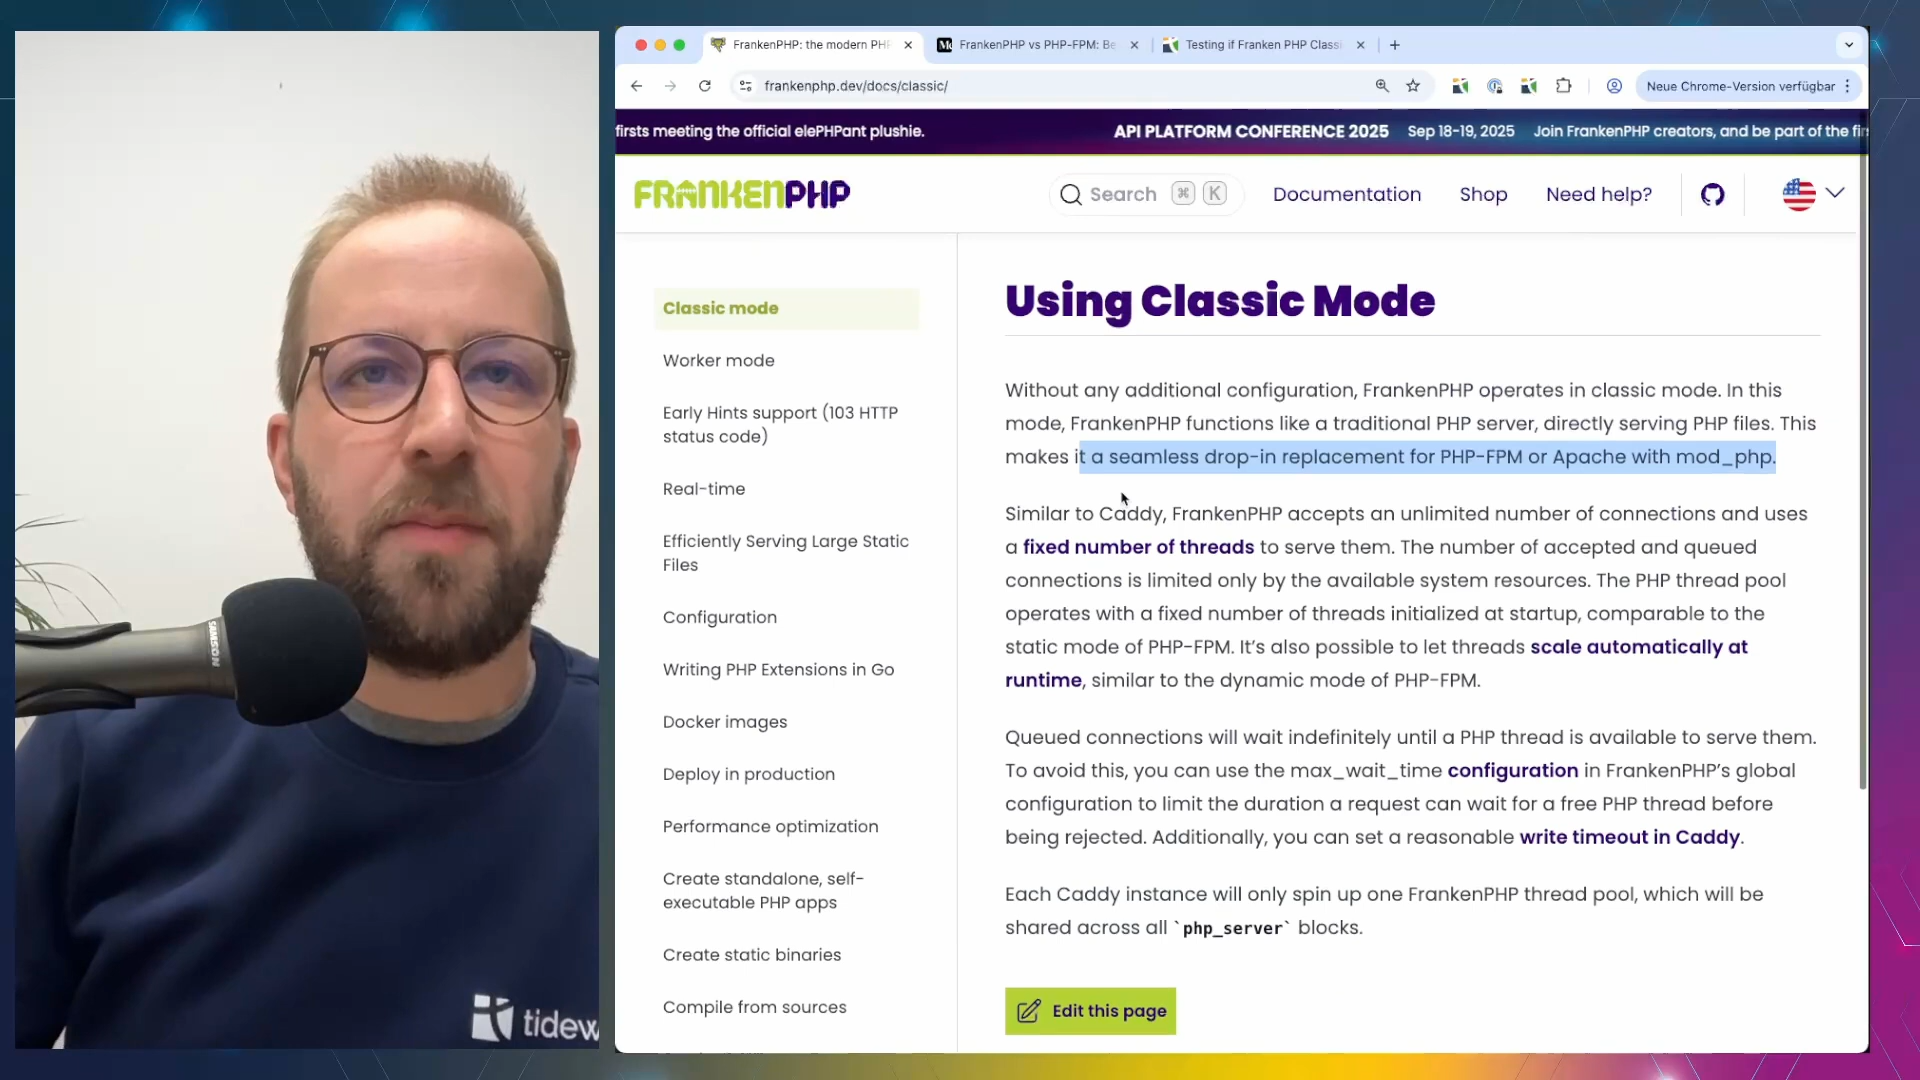 FrankenPHP: the modern PHP
FrankenPHP vs PHP-FPM: Be
Testing if Franken PHP Classi
frankenphp.dev/docs/classic/
Neue Chrome-Version verfügbar
firsts meeting the official elePHPant plushie.
API PLATFORM CONFERENCE 2025
Sep 18-19, 2025
Join FrankenPHP creators, and be part of the fir
FRANKENPHP
Search ⌘ K
Documentation
Shop
Need help?
Classic mode
Worker mode
Early Hints support (103 HTTP
status code)
Real-time
Efficiently Serving Large Static
Files
Configuration
Writing PHP Extensions in Go
Docker images
Deploy in production
Performance optimization
Create standalone, self-
executable PHP apps
Create static binaries
Compile from sources
Using Classic Mode
Without any additional configuration, FrankenPHP operates in classic mode. In this
mode, FrankenPHP functions like a traditional PHP server, directly serving PHP files. This
makes it a seamless drop-in replacement for PHP-FPM or Apache with mod_php.
Similar to Caddy, FrankenPHP accepts an unlimited number of connections and uses
a fixed number of threads to serve them. The number of accepted and queued
connections is limited only by the available system resources. The PHP thread pool
operates with a fixed number of threads initialized at startup, comparable to the
static mode of PHP-FPM. It's also possible to let threads scale automatically at
runtime, similar to the dynamic mode of PHP-FPM.
Queued connections will wait indefinitely until a PHP thread is available to serve them.
To avoid this, you can use the max_wait_time configuration in FrankenPHP's global
configuration to limit the duration a request can wait for a free PHP thread before
being rejected. Additionally, you can set a reasonable write timeout in Caddy.
Each Caddy instance will only spin up one FrankenPHP thread pool, which will be
shared across all `php_server` blocks.
Edit this page
SAMSON
tidew